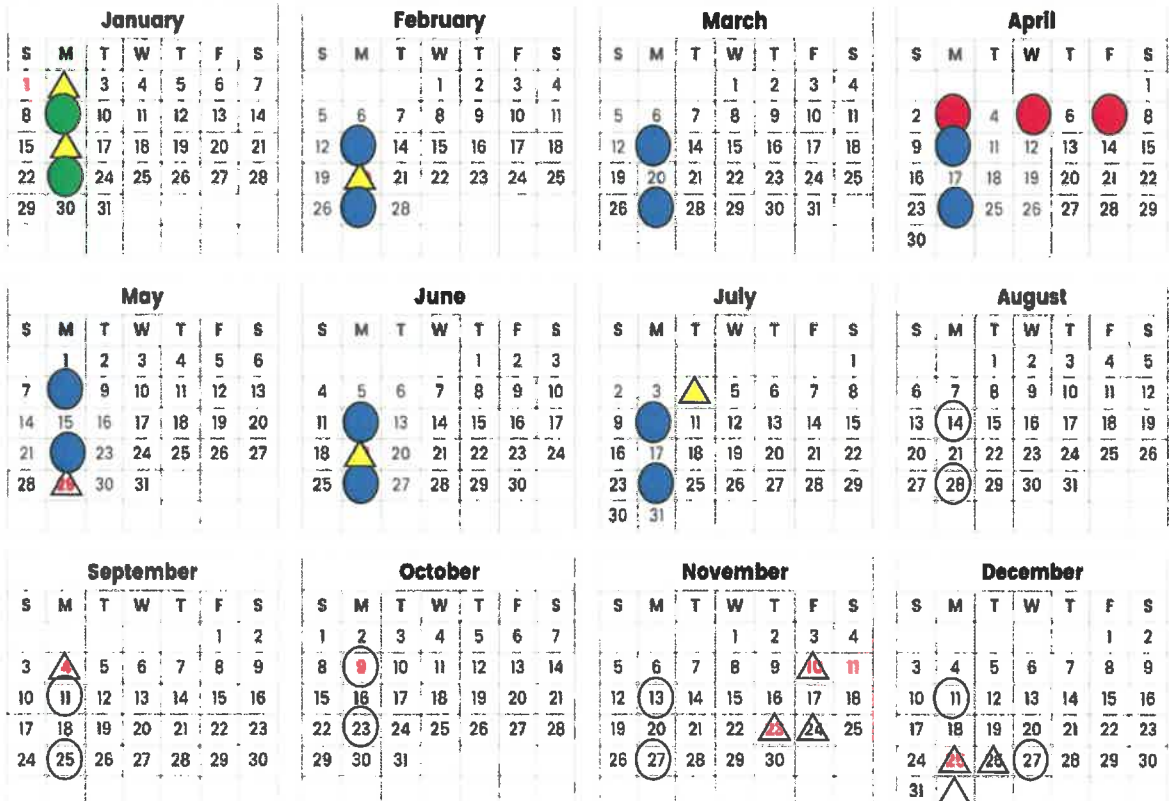 January
S M T W T F S
1 3 4 5 6 7
8 10 11 12 13 14
15 17 18 19 20 21
22 24 25 26 27 28
29 30 31
February
S M T W T F S
1 2 3 4
5 6 7 8 9 10 11
12 14 15 16 17 18
19 21 22 23 24 25
26 28
March
S M T W T F S
1 2 3 4
5 6 7 8 9 10 11
12 14 15 16 17 18
19 20 21 22 23 24 25
26 28 29 30 31
April
S M T W T F S
1
2 4 6 8
9 11 12 13 14 15
16 17 18 19 20 21 22
23 25 26 27 28 29
30
May
S M T W T F S
1 2 3 4 5 6
7 9 10 11 12 13
14 15 16 17 18 19 20
21 23 24 25 26 27
28 29 30 31
June
S M T W T F S
1 2 3
4 5 6 7 8 9 10
11 13 14 15 16 17
18 20 21 22 23 24
25 27 28 29 30
July
S M T W T F S
1
2 3 5 6 7 8
9 11 12 13 14 15
16 17 18 19 20 21 22
23 25 26 27 28 29
30 31
August
S M T W T F S
1 2 3 4 5
6 7 8 9 10 11 12
13 14 15 16 17 18 19
20 21 22 23 24 25 26
27 28 29 30 31
September
S M T W T F S
1 2
3 4 5 6 7 8 9
10 11 12 13 14 15 16
17 18 19 20 21 22 23
24 25 26 27 28 29 30
October
S M T W T F S
1 2 3 4 5 6 7
8 9 10 11 12 13 14
15 16 17 18 19 20 21
22 23 24 25 26 27 28
29 30 31
November
S M T W T F S
1 2 3 4
5 6 7 8 9 10 11
12 13 14 15 16 17 18
19 20 21 22 23 24 25
26 27 28 29 30
December
S M T W T F S
1 2
3 4 5 6 7 8 9
10 11 12 13 14 15 16
17 18 19 20 21 22 23
24 25 26 27 28 29 30
31